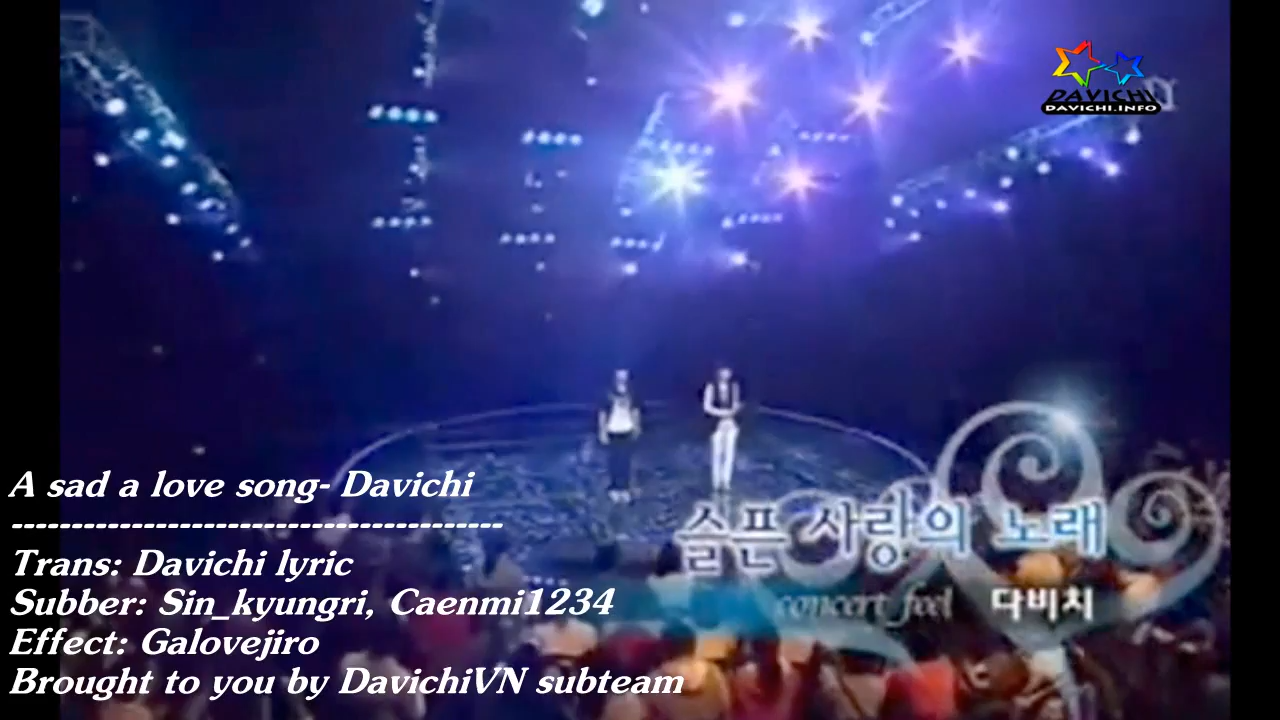 DAVICHI
DAVICHI.INFO
A sad a love song- Davichi
-----------------------------------------
Trans: Davichi lyric
Subber: Sin_kyungri, Caenmi1234
Effect: Galovejiro
Brought to you by DavichiVN subteam
슬픈 사랑의 노래
concert feel 다비치